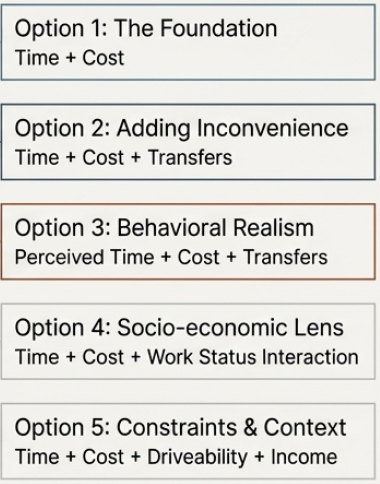 Option 1: The Foundation
Time + Cost
Option 2: Adding Inconvenience
Time + Cost + Transfers
Option 3: Behavioral Realism
Perceived Time + Cost + Transfers
Option 4: Socio-economic Lens
Time + Cost + Work Status Interaction
Option 5: Constraints & Context
Time + Cost + Driveability + Income